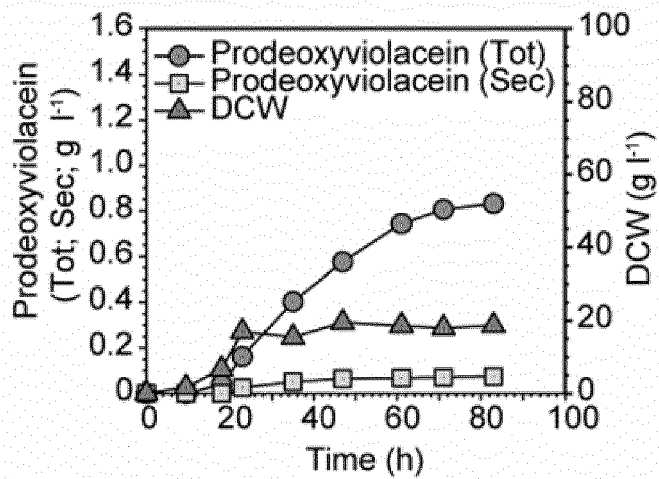 1.6
1.4
1.2
1.0
0.8
0.6
0.4
0.2
0
Prodeoxyviolacein
(Tot; Sec; g l-1)
Prodeoxyviolacein (Tot)
Prodeoxyviolacein (Sec)
DCW
100
80
60
40
20
0
DCW (g l-1)
0 20 40 60 80 100
Time (h)